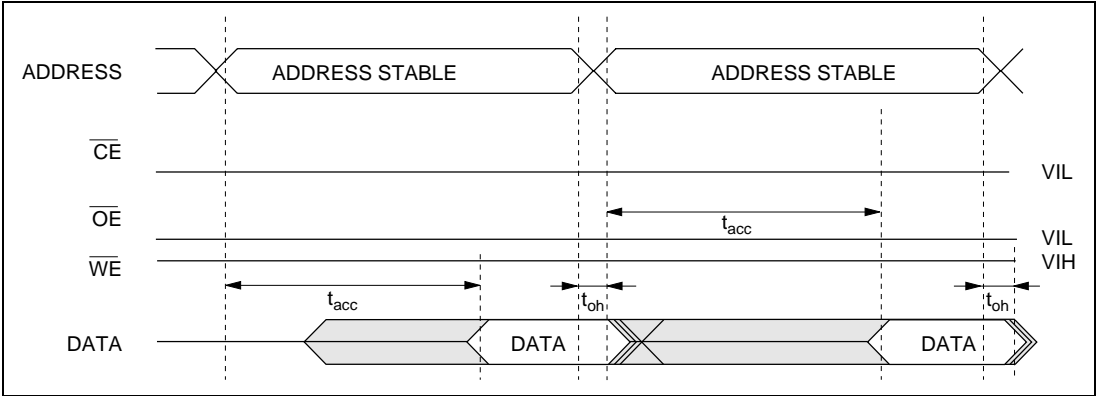 ADDRESS ADDRESS STABLE ADDRESS STABLE
CE VIL
OE tacc VIL
WE VIH
tacc toh toh
DATA DATA DATA